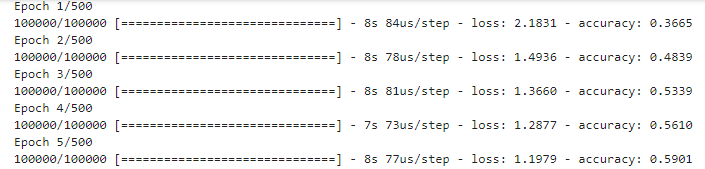 Epoch 1/500
100000/100000 [==============================] - 8s 84us/step - loss: 2.1831 - accuracy: 0.3665
Epoch 2/500
100000/100000 [==============================] - 8s 78us/step - loss: 1.4936 - accuracy: 0.4839
Epoch 3/500
100000/100000 [==============================] - 8s 81us/step - loss: 1.3660 - accuracy: 0.5339
Epoch 4/500
100000/100000 [==============================] - 7s 73us/step - loss: 1.2877 - accuracy: 0.5610
Epoch 5/500
100000/100000 [==============================] - 8s 77us/step - loss: 1.1979 - accuracy: 0.5901